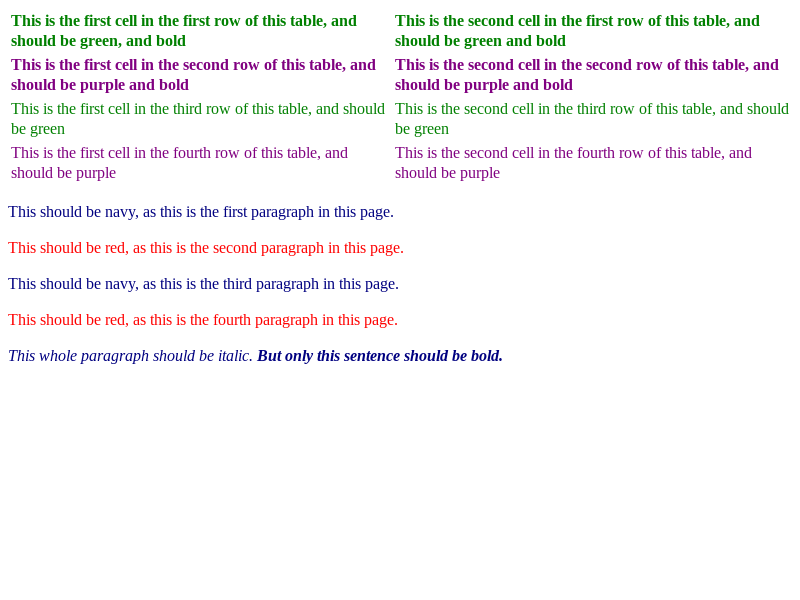 This is the first cell in the first row of this table, and
should be green, and bold
This is the second cell in the first row of this table, and
should be green and bold
This is the first cell in the second row of this table, and
should be purple and bold
This is the second cell in the second row of this table, and
should be purple and bold
This is the first cell in the third row of this table, and should
be green
This is the second cell in the third row of this table, and should
be green
This is the first cell in the fourth row of this table, and
should be purple
This is the second cell in the fourth row of this table, and
should be purple
This should be navy, as this is the first paragraph in this page.
This should be red, as this is the second paragraph in this page.
This should be navy, as this is the third paragraph in this page.
This should be red, as this is the fourth paragraph in this page.
This whole paragraph should be italic. But only this sentence should be bold.